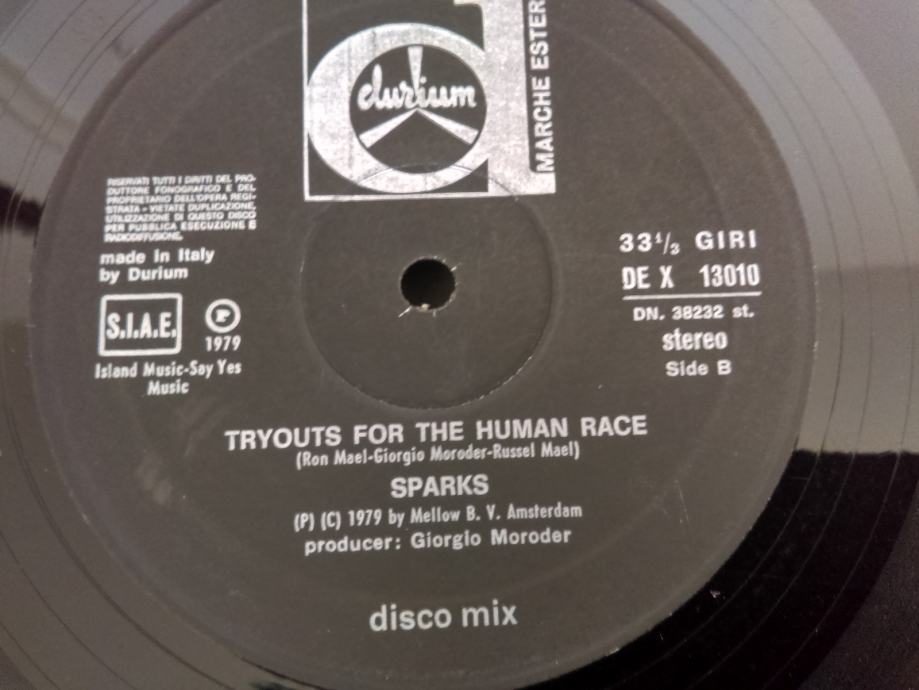 durium
MARCHE ESTER
RISERVATI TUTTI I DIRITTI DEL PRO-
DUTTORE FONOGRAFICO E DEL
PROPRIETARIO DELL'OPERA REGI-
STRATA - VIETATE DUPLICAZIONE,
UTILIZZAZIONE DI QUESTO DISCO
PER PUBBLICA ESECUZIONE E
RADIODIFFUSIONE.
made in Italy
by Durium
S.I.A.E.
P
1979
Island Music-Say Yes
Music
33 1/3 GIRI
DE X 13010
DN. 38232 st.
stereo
Side B
TRYOUTS FOR THE HUMAN RACE
(Ron Mael-Giorgio Moroder-Russel Mael)
SPARKS
(P) (C) 1979 by Mellow B. V. Amsterdam
producer: Giorgio Moroder
disco mix